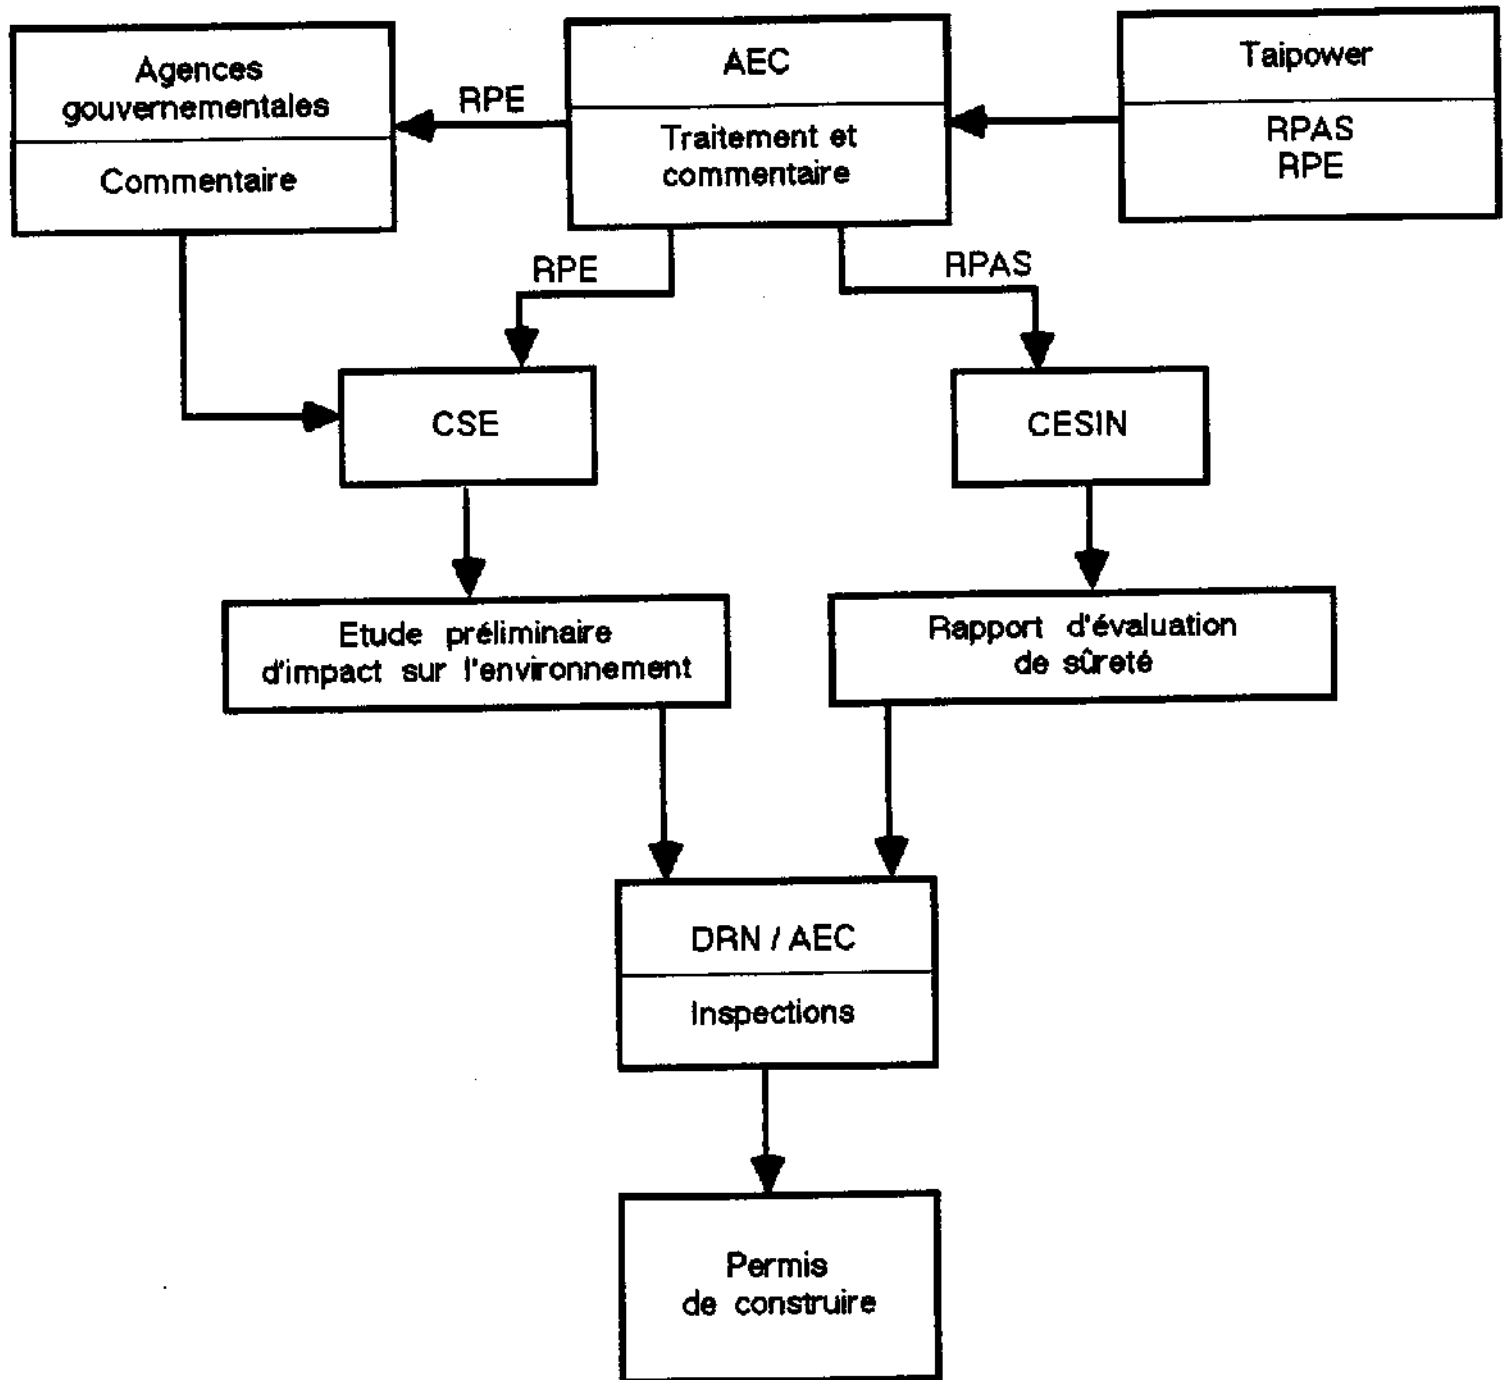 Agences
gouvernementales
Commentaire
RPE
AEC
Traitement et
commentaire
Taipower
RPAS
RPE
RPE
RPAS
CSE
CESIN
Etude préliminaire
d'impact sur l'environnement
Rapport d'évaluation
de sûreté
DRN / AEC
Inspections
Permis
de construire